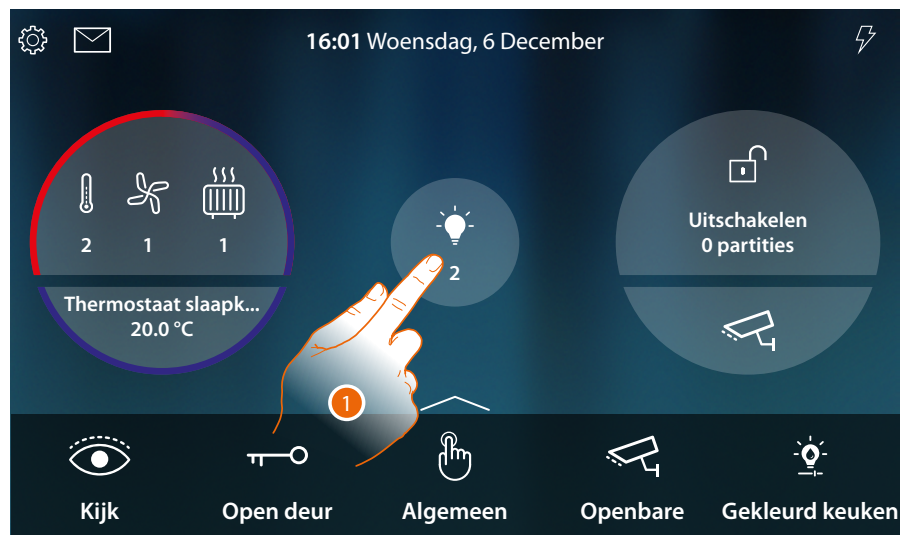 16:01 Woensdag, 6 December
2 1 1
Thermostaat slaapk...
20.0 °C
2
Uitschakelen
0 partities
1
Kijk
Open deur
Algemeen
Openbare
Gekleurd keuken